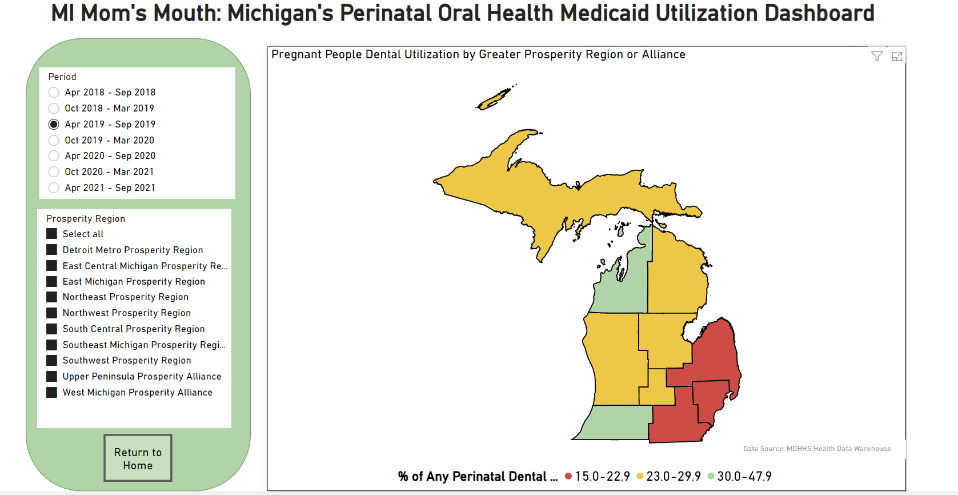 MI Mom's Mouth: Michigan's Perinatal Oral Health Medicaid Utilization Dashboard
Period
Apr 2018 - Sep 2018
Oct 2018 - Mar 2019
Apr 2019 - Sep 2019
Oct 2019 - Mar 2020
Apr 2020 - Sep 2020
Oct 2020 - Mar 2021
Apr 2021 - Sep 2021
Prosperity Region
Select all
Detroit Metro Prosperity Region
East Central Michigan Prosperity Re...
East Michigan Prosperity Region
Northeast Prosperity Region
Northwest Prosperity Region
South Central Prosperity Region
Southeast Michigan Prosperity Regi...
Southwest Prosperity Region
Upper Peninsula Prosperity Alliance
West Michigan Prosperity Alliance
Return to
Home
Pregnant People Dental Utilization by Greater Prosperity Region or Alliance
Data Source: MDHHS Health Data Warehouse
% of Any Perinatal Dental ... 15.0-22.9 23.0-29.9 30.0-47.9